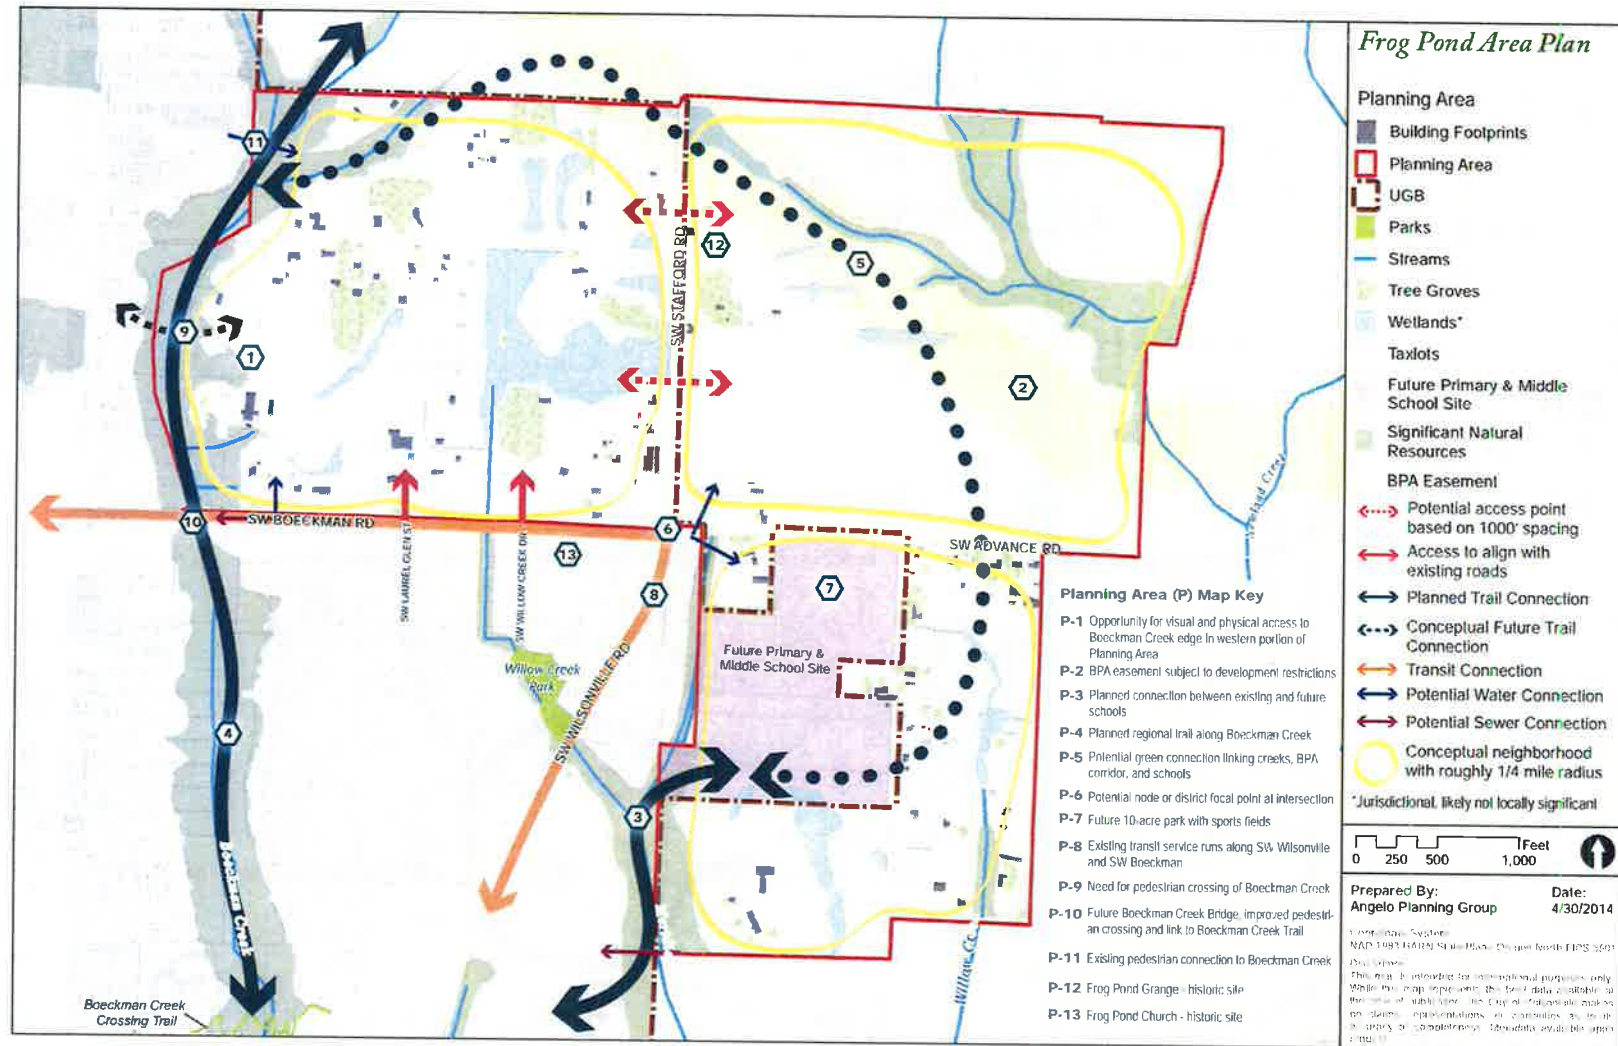 Frog Pond Area Plan
Planning Area
Building Footprints
Planning Area
UGB
Parks
Streams
Tree Groves
Wetlands*
Taxlots
Future Primary & Middle
School Site
Significant Natural
Resources
BPA Easement
Potential access point
based on 1000' spacing
Access to align with
existing roads
Planned Trail Connection
Conceptual Future Trail
Connection
Transit Connection
Potential Water Connection
Potential Sewer Connection
Conceptual neighborhood
with roughly 1/4 mile radius
*Jurisdictional, likely not locally significant
Feet
0 250 500 1,000
Prepared By:
Angelo Planning Group
Date:
4/30/2014
This map is intended for informational purposes only.
Planning Area (P) Map Key
P-1 Opportunity for visual and physical access to
Boeckman Creek edge in western portion of
Planning Area
P-2 BPA easement subject to development restrictions
P-3 Planned connection between existing and future
schools
P-4 Planned regional trail along Boeckman Creek
P-5 Potential green connection linking creeks, BPA
corridor, and schools
P-6 Potential node or district focal point at intersection
P-7 Future 10-acre park with sports fields
P-8 Existing transit service runs along SW Wilsonville
and SW Boeckman
P-9 Need for pedestrian crossing of Boeckman Creek
P-10 Future Boeckman Creek Bridge, improved pedestri-
an crossing and link to Boeckman Creek Trail
P-11 Existing pedestrian connection to Boeckman Creek
P-12 Frog Pond Grange - historic site
P-13 Frog Pond Church - historic site
11
12
5
9
1
2
SW STAFFORD RD
10
SW BOECKMAN RD
6
13
SW ADVANCE RD
SW LAUREL GLEN ST
SW WILLOW CREEK DR
8
7
Future Primary &
Middle School Site
Willow Creek
Park
SW WILSONVILLE RD
4
3
Boeckman Creek
Willow Cr
Newland Creek
Boeckman Creek
Crossing Trail